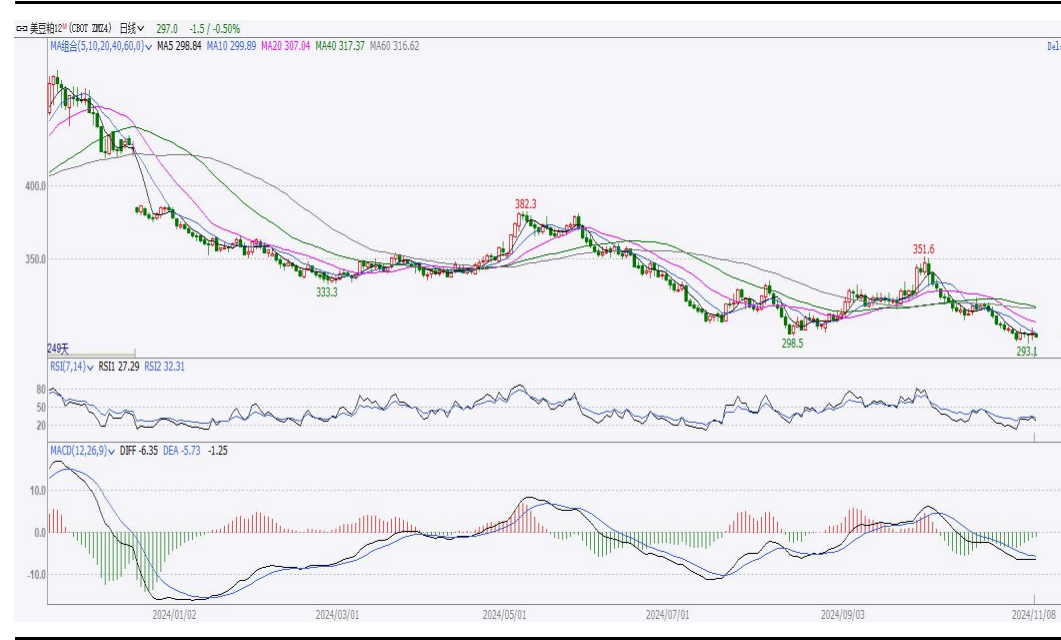 美豆粕12M (CBOT ZMZ4) 日线 297.0 -1.5 / -0.50%
MA组合(5,10,20,40,60,0) MA5 298.84 MA10 299.89 MA20 307.04 MA40 317.37 MA60 316.62
400.0
382.3
351.6
350.0
333.3
298.5
293.1
249天
RSI(7,14) RSI1 27.29 RSI2 32.31
80
50
20
MACD(12,26,9) DIFF -6.35 DEA -5.73 -1.25
10.0
0.0
-10.0
2024/01/02 2024/03/01 2024/05/01 2024/07/01 2024/09/03 2024/11/08